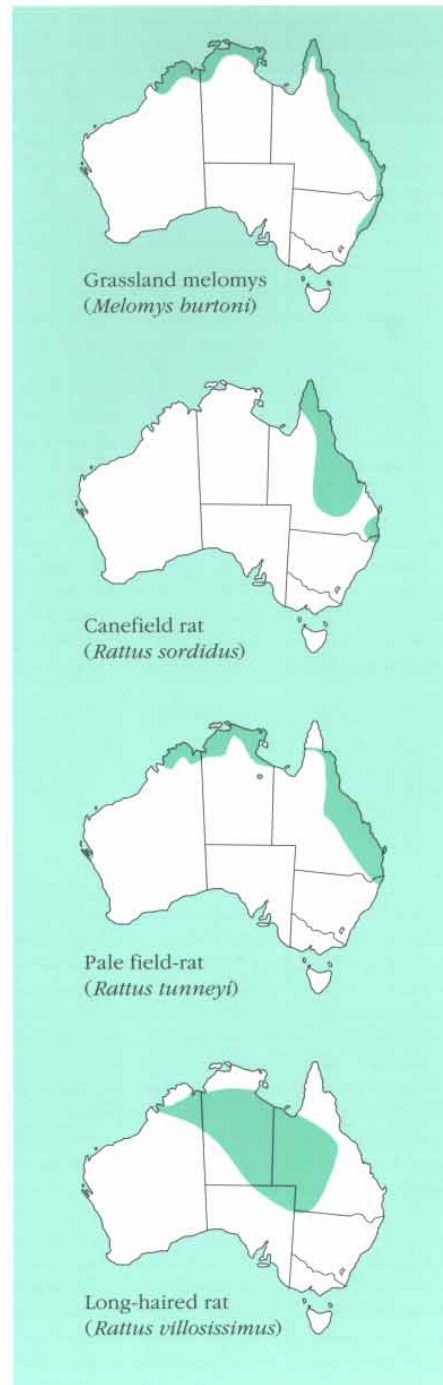 Grassland melomys
(Melomys burtoni)
Canefield rat
(Rattus sordidus)
Pale field-rat
(Rattus tunneyi)
Long-haired rat
(Rattus villosissimus)